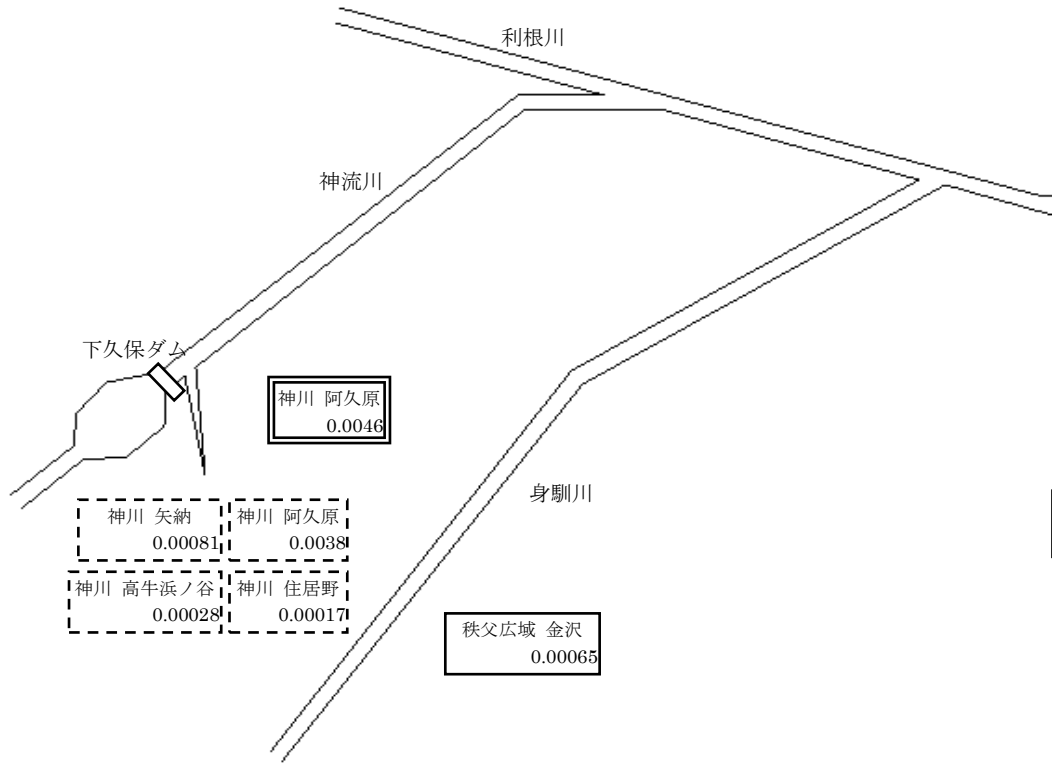 利根川
神流川
下久保ダム
神川 阿久原
0.0046
身馴川
神川 矢納
0.00081
神川 阿久原
0.0038
神川 高牛浜ノ谷
0.00028
神川 住居野
0.00017
秩父広域 金沢
0.00065